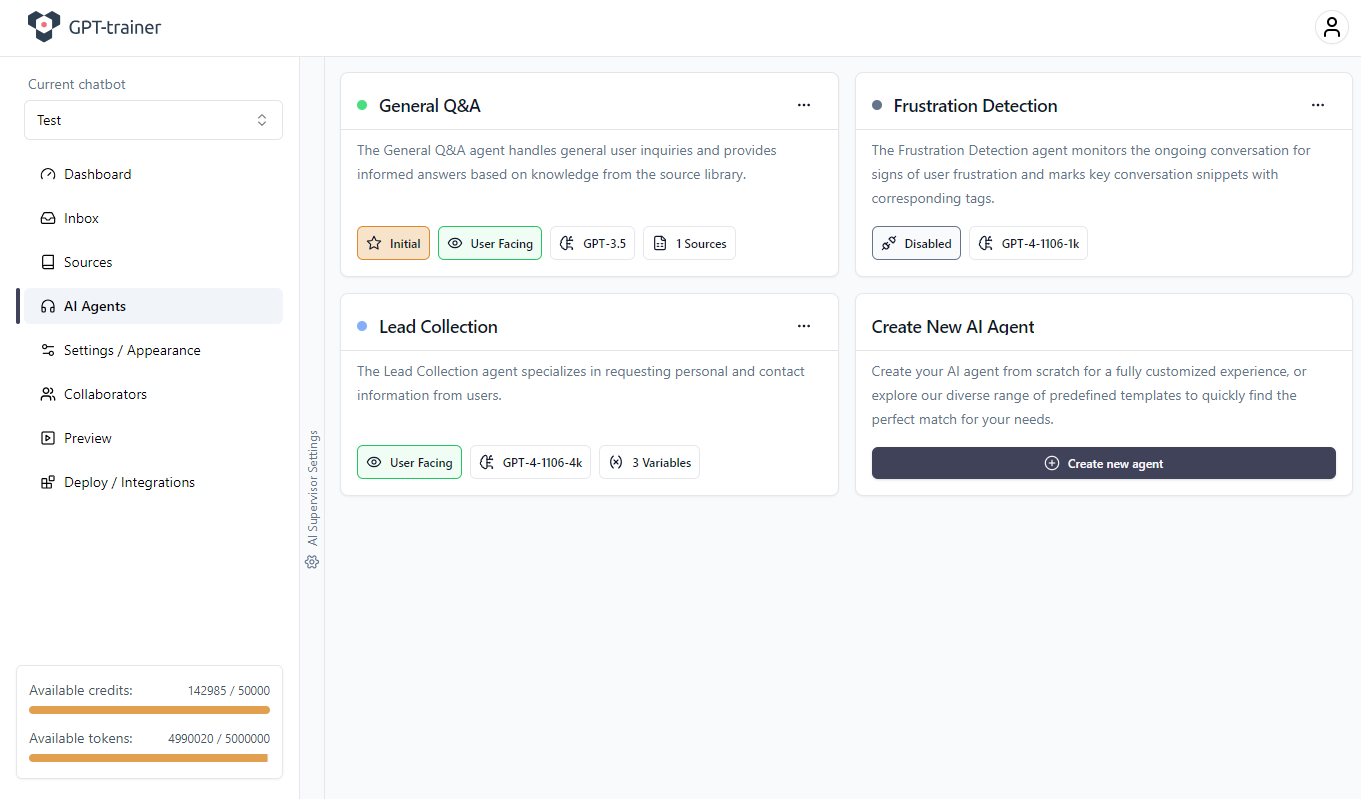 GPT-trainer
Current chatbot
Test
Dashboard
Inbox
Sources
AI Agents
Settings / Appearance
Collaborators
Preview
Deploy / Integrations
Available credits: 142985 / 50000
Available tokens: 4990020 / 5000000
AI Supervisor Settings
General Q&A
The General Q&A agent handles general user inquiries and provides
informed answers based on knowledge from the source library.
Initial User Facing GPT-3.5 1 Sources
Frustration Detection
The Frustration Detection agent monitors the ongoing conversation for
signs of user frustration and marks key conversation snippets with
corresponding tags.
Disabled GPT-4-1106-1k
Lead Collection
The Lead Collection agent specializes in requesting personal and contact
information from users.
User Facing GPT-4-1106-4k 3 Variables
Create New AI Agent
Create your AI agent from scratch for a fully customized experience, or
explore our diverse range of predefined templates to quickly find the
perfect match for your needs.
Create new agent